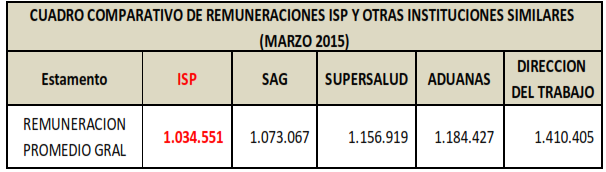 CUADRO COMPARATIVO DE REMUNERACIONES ISP Y OTRAS INSTITUCIONES SIMILARES
(MARZO 2015)
Estamento ISP SAG SUPERSALUD ADUANAS DIRECCION DEL TRABAJO
REMUNERACION PROMEDIO GRAL 1.034.551 1.073.067 1.156.919 1.184.427 1.410.405